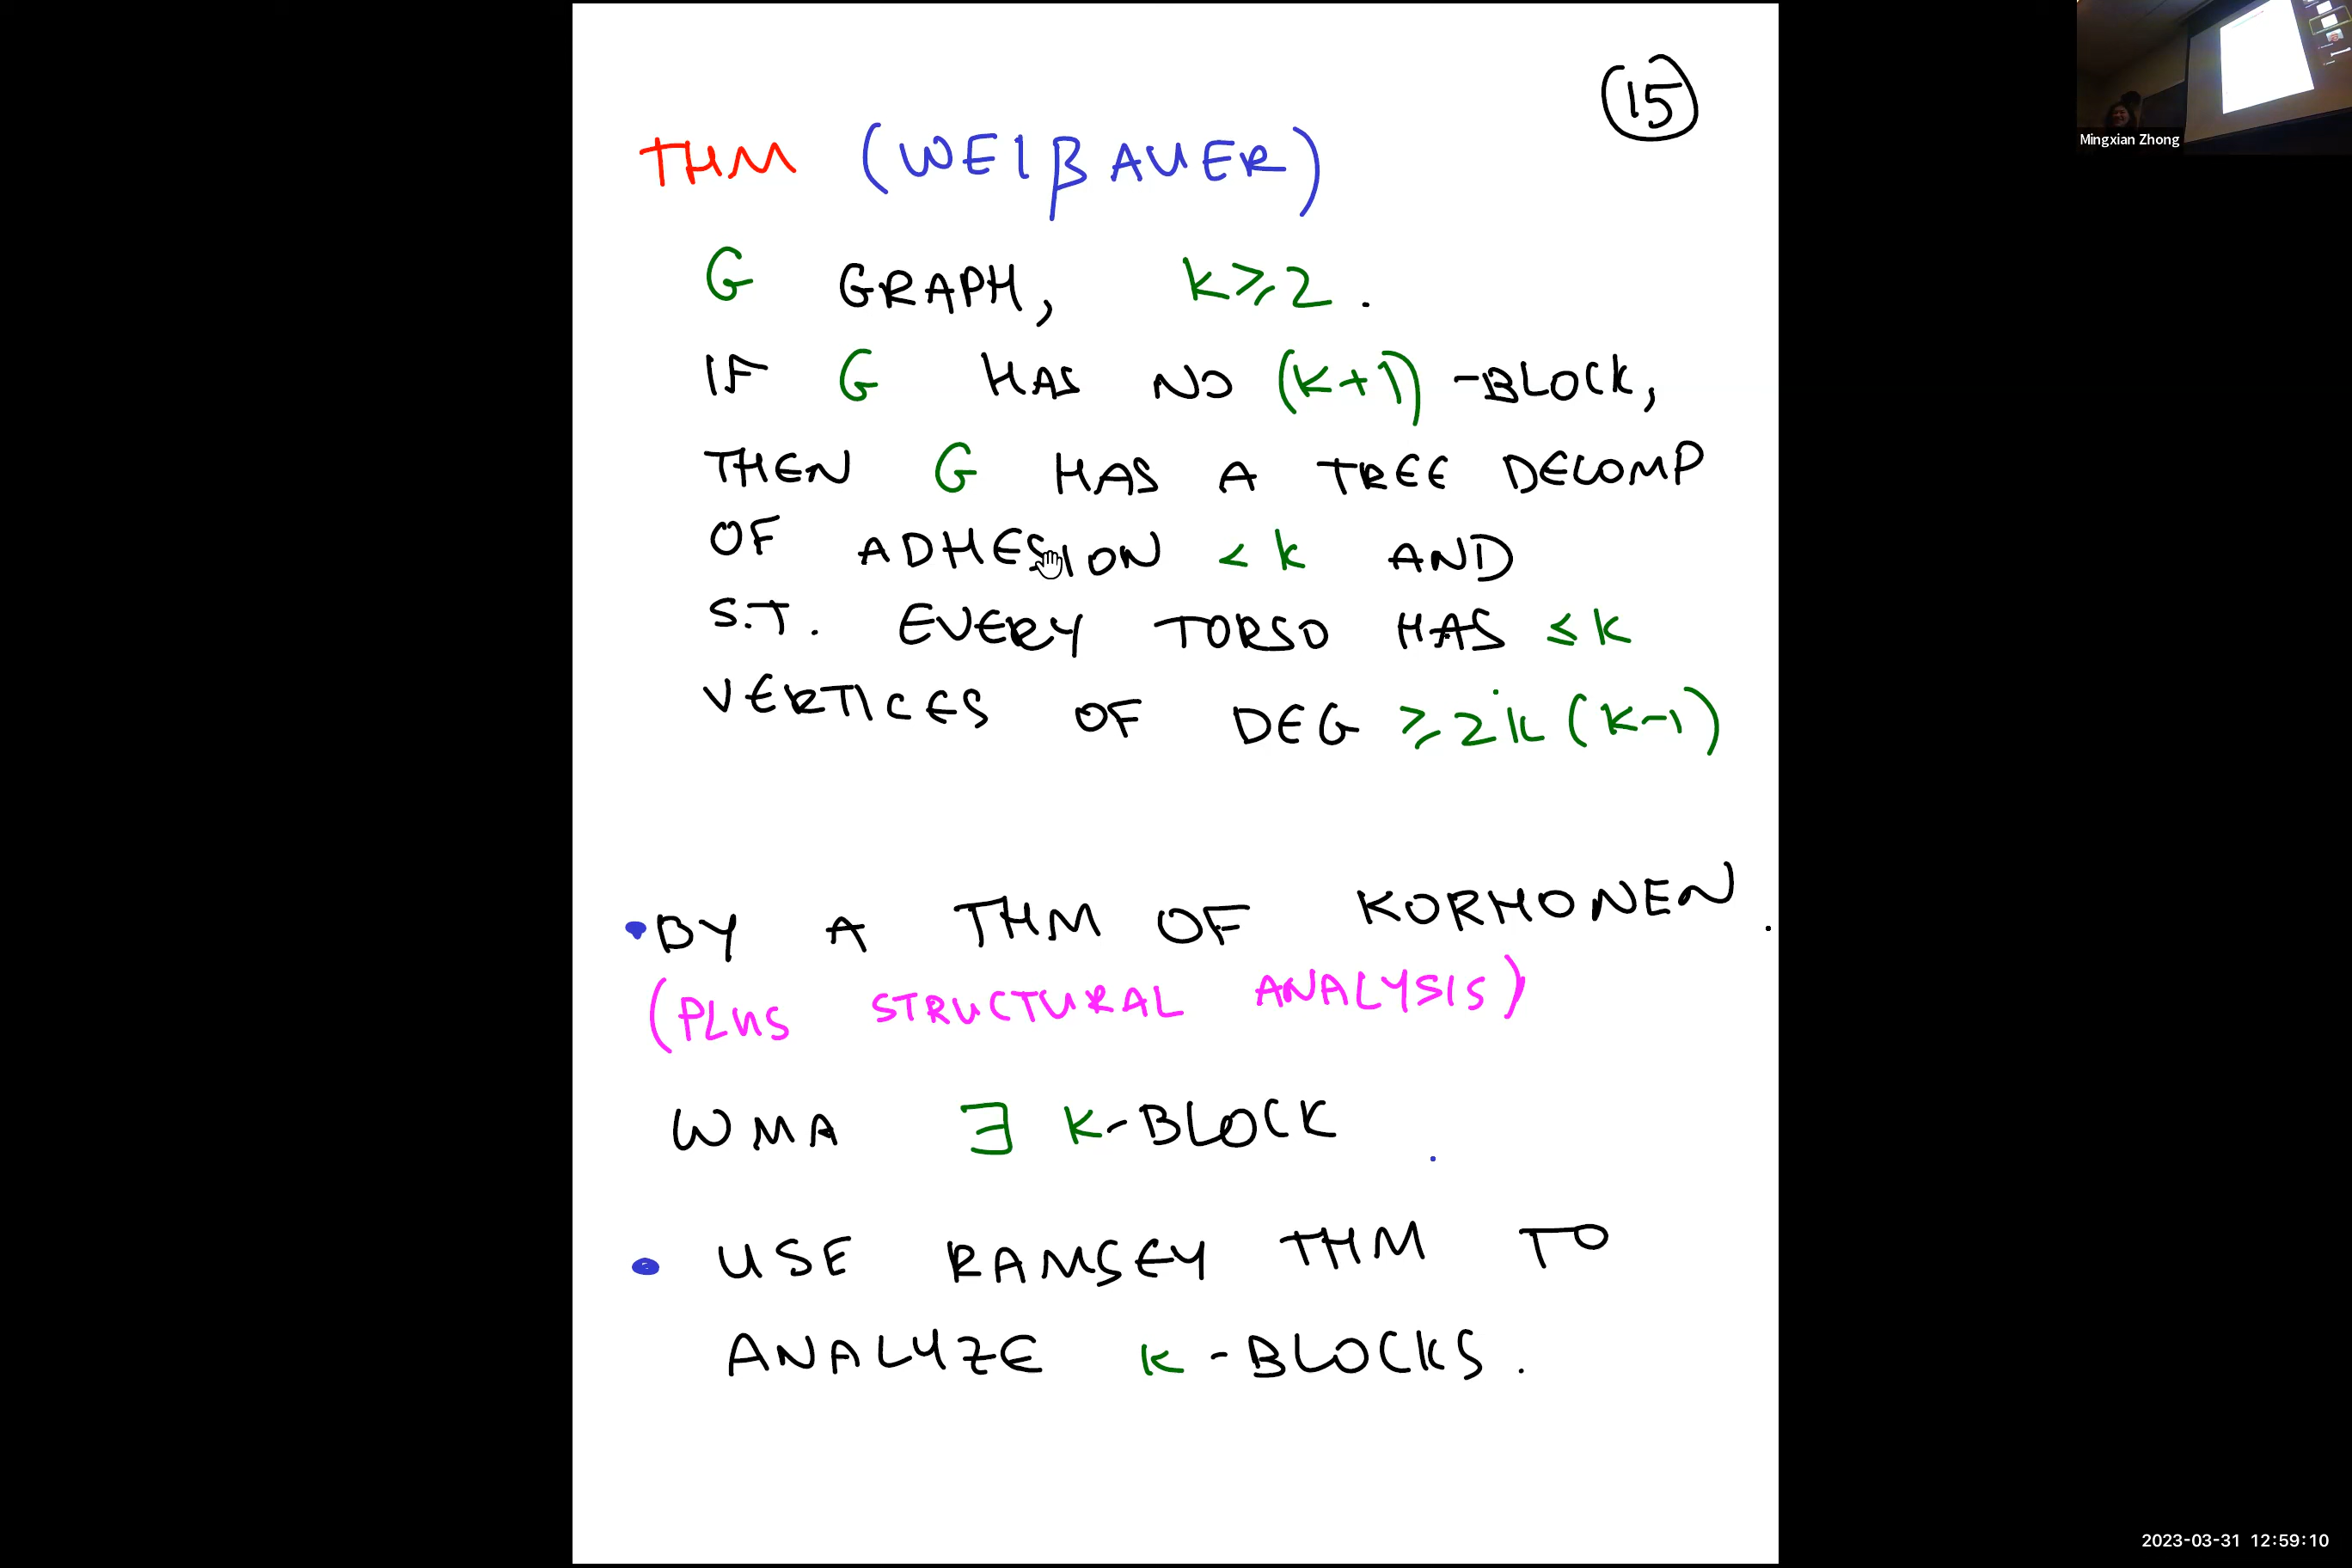 15
THM (WEIßAUER)
G GRAPH, k≥2.
IF G HAS NO (k+1)-BLOCK,
THEN G HAS A TREE DECOMP
OF ADHESION < k AND
S.T. EVERY TORSO HAS ≤ k
VERTICES OF DEG ≥ 2k(k-1)
• BY A THM OF KORHONEN.
(PLUS STRUCTURAL ANALYSIS)
WMA ∃ k-BLOCK
• USE RAMSEY THM TO
ANALYZE k-BLOCKS.
Mingxian Zhong
2023-03-31 12:59:10